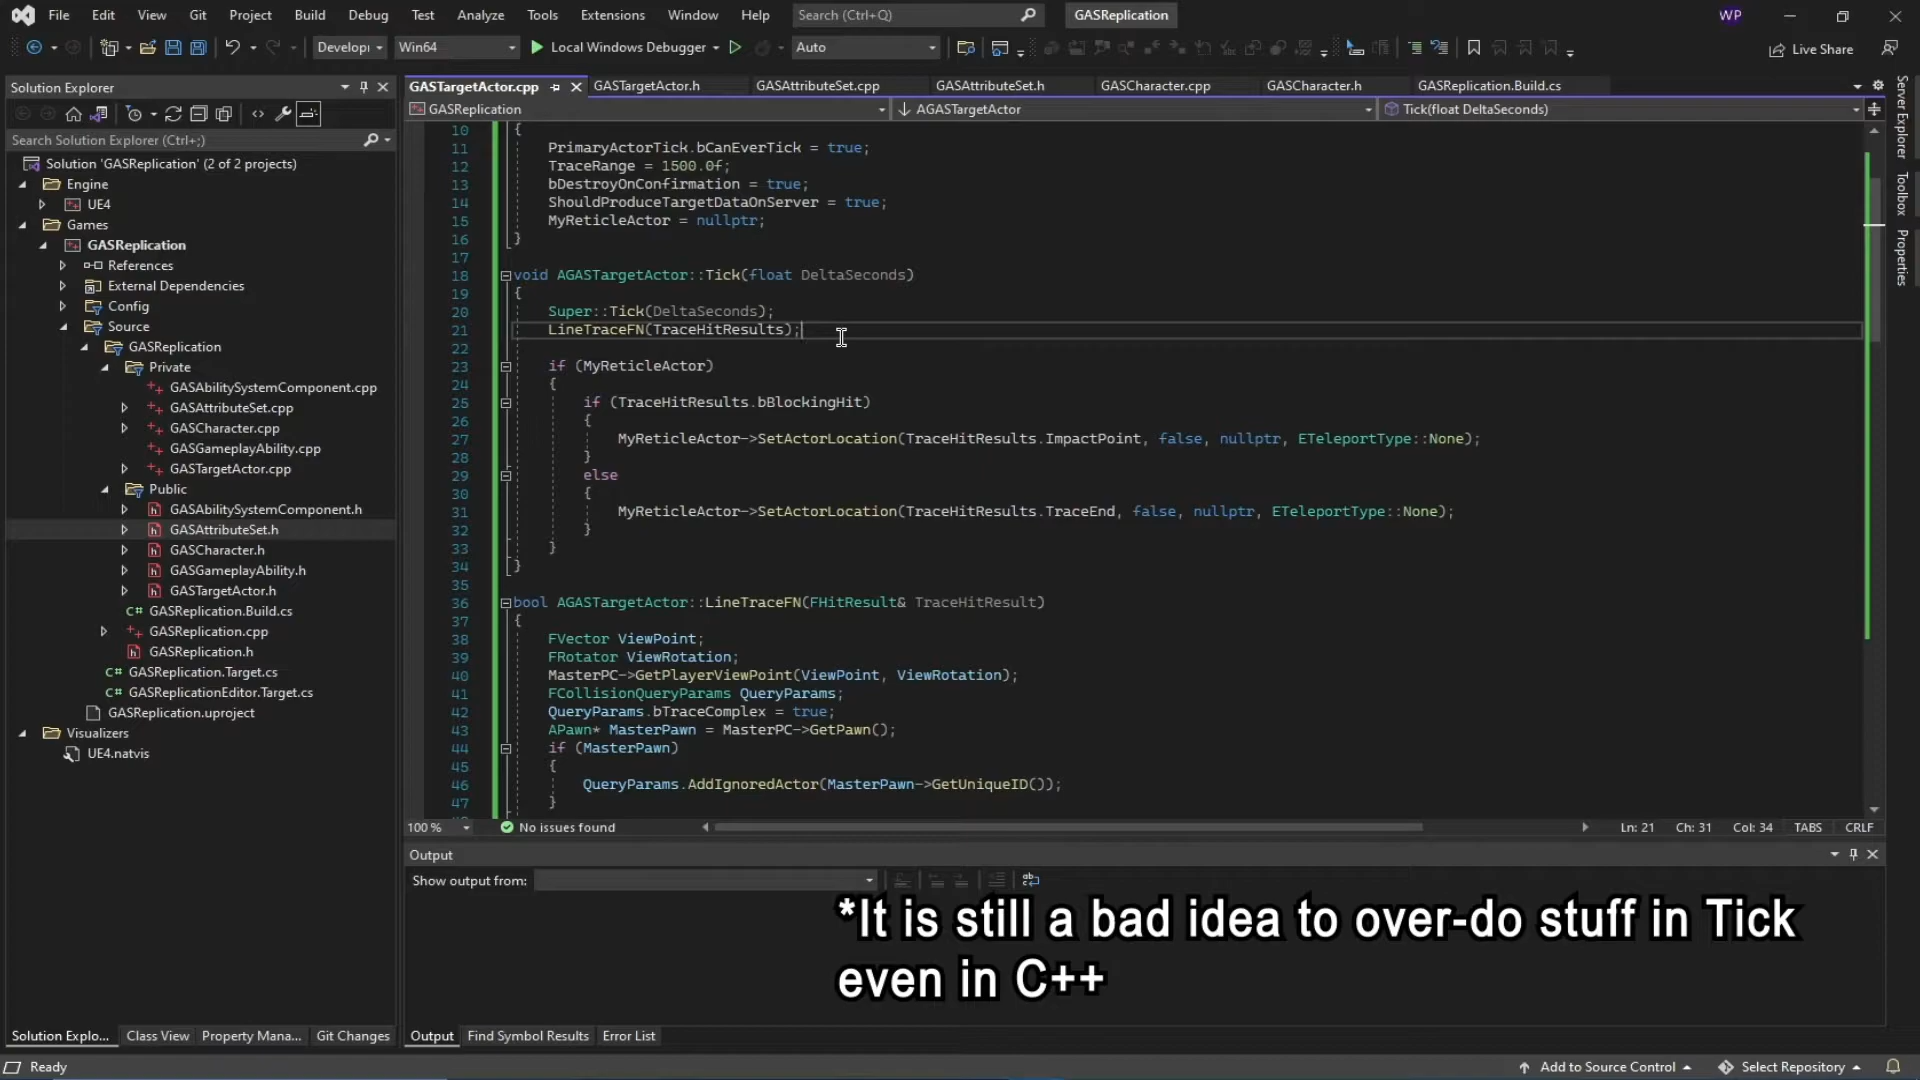 File Edit View Git Project Build Debug Test Analyze Tools Extensions Window Help Search (Ctrl+Q) GASReplication WP
Developı Win64 Local Windows Debugger Auto Live Share
Solution Explorer
Search Solution Explorer (Ctrl+;)
Solution 'GASReplication' (2 of 2 projects)
Engine
UE4
Games
GASReplication
References
External Dependencies
Config
Source
GASReplication
Private
GASAbilitySystemComponent.cpp
GASAttributeSet.cpp
GASCharacter.cpp
GASGameplayAbility.cpp
GASTargetActor.cpp
Public
GASAbilitySystemComponent.h
GASAttributeSet.h
GASCharacter.h
GASGameplayAbility.h
GASTargetActor.h
GASReplication.Build.cs
GASReplication.cpp
GASReplication.h
GASReplication.Target.cs
GASReplicationEditor.Target.cs
GASReplication.uproject
Visualizers
UE4.natvis
Solution Explo... Class View Property Mana... Git Changes
GASTargetActor.cpp GASTargetActor.h GASAttributeSet.cpp GASAttributeSet.h GASCharacter.cpp GASCharacter.h GASReplication.Build.cs
GASReplication AGASTargetActor Tick(float DeltaSeconds)
10 {
11 PrimaryActorTick.bCanEverTick = true;
12 TraceRange = 1500.0f;
13 bDestroyOnConfirmation = true;
14 ShouldProduceTargetDataOnServer = true;
15 MyReticleActor = nullptr;
16 }
17
18 void AGASTargetActor::Tick(float DeltaSeconds)
19 {
20 Super::Tick(DeltaSeconds);
21 LineTraceFN(TraceHitResults);
22
23 if (MyReticleActor)
24 {
25 if (TraceHitResults.bBlockingHit)
26 {
27 MyReticleActor->SetActorLocation(TraceHitResults.ImpactPoint, false, nullptr, ETeleportType::None);
28 }
29 else
30 {
31 MyReticleActor->SetActorLocation(TraceHitResults.TraceEnd, false, nullptr, ETeleportType::None);
32 }
33 }
34 }
35
36 bool AGASTargetActor::LineTraceFN(FHitResult& TraceHitResult)
37 {
38 FVector ViewPoint;
39 FRotator ViewRotation;
40 MasterPC->GetPlayerViewPoint(ViewPoint, ViewRotation);
41 FCollisionQueryParams QueryParams;
42 QueryParams.bTraceComplex = true;
43 APawn* MasterPawn = MasterPC->GetPawn();
44 if (MasterPawn)
45 {
46 QueryParams.AddIgnoredActor(MasterPawn->GetUniqueID());
47 }
100 % No issues found Ln: 21 Ch: 31 Col: 34 TABS CRLF
Output
Show output from:
*It is still a bad idea to over-do stuff in Tick
even in C++
Output Find Symbol Results Error List
Server Explorer
Toolbox
Properties
Ready Add to Source Control Select Repository